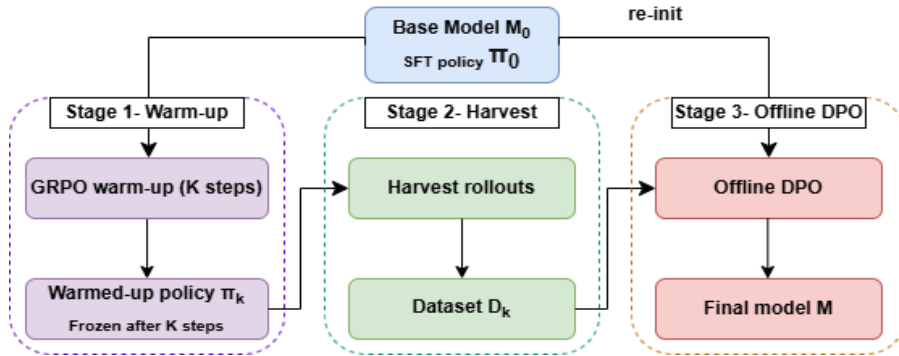 Base Model M₀
SFT policy π₀
re-init
Stage 1- Warm-up
Stage 2- Harvest
Stage 3- Offline DPO
GRPO warm-up (K steps)
Harvest rollouts
Offline DPO
Warmed-up policy πₖ
Frozen after K steps
Dataset Dₖ
Final model M